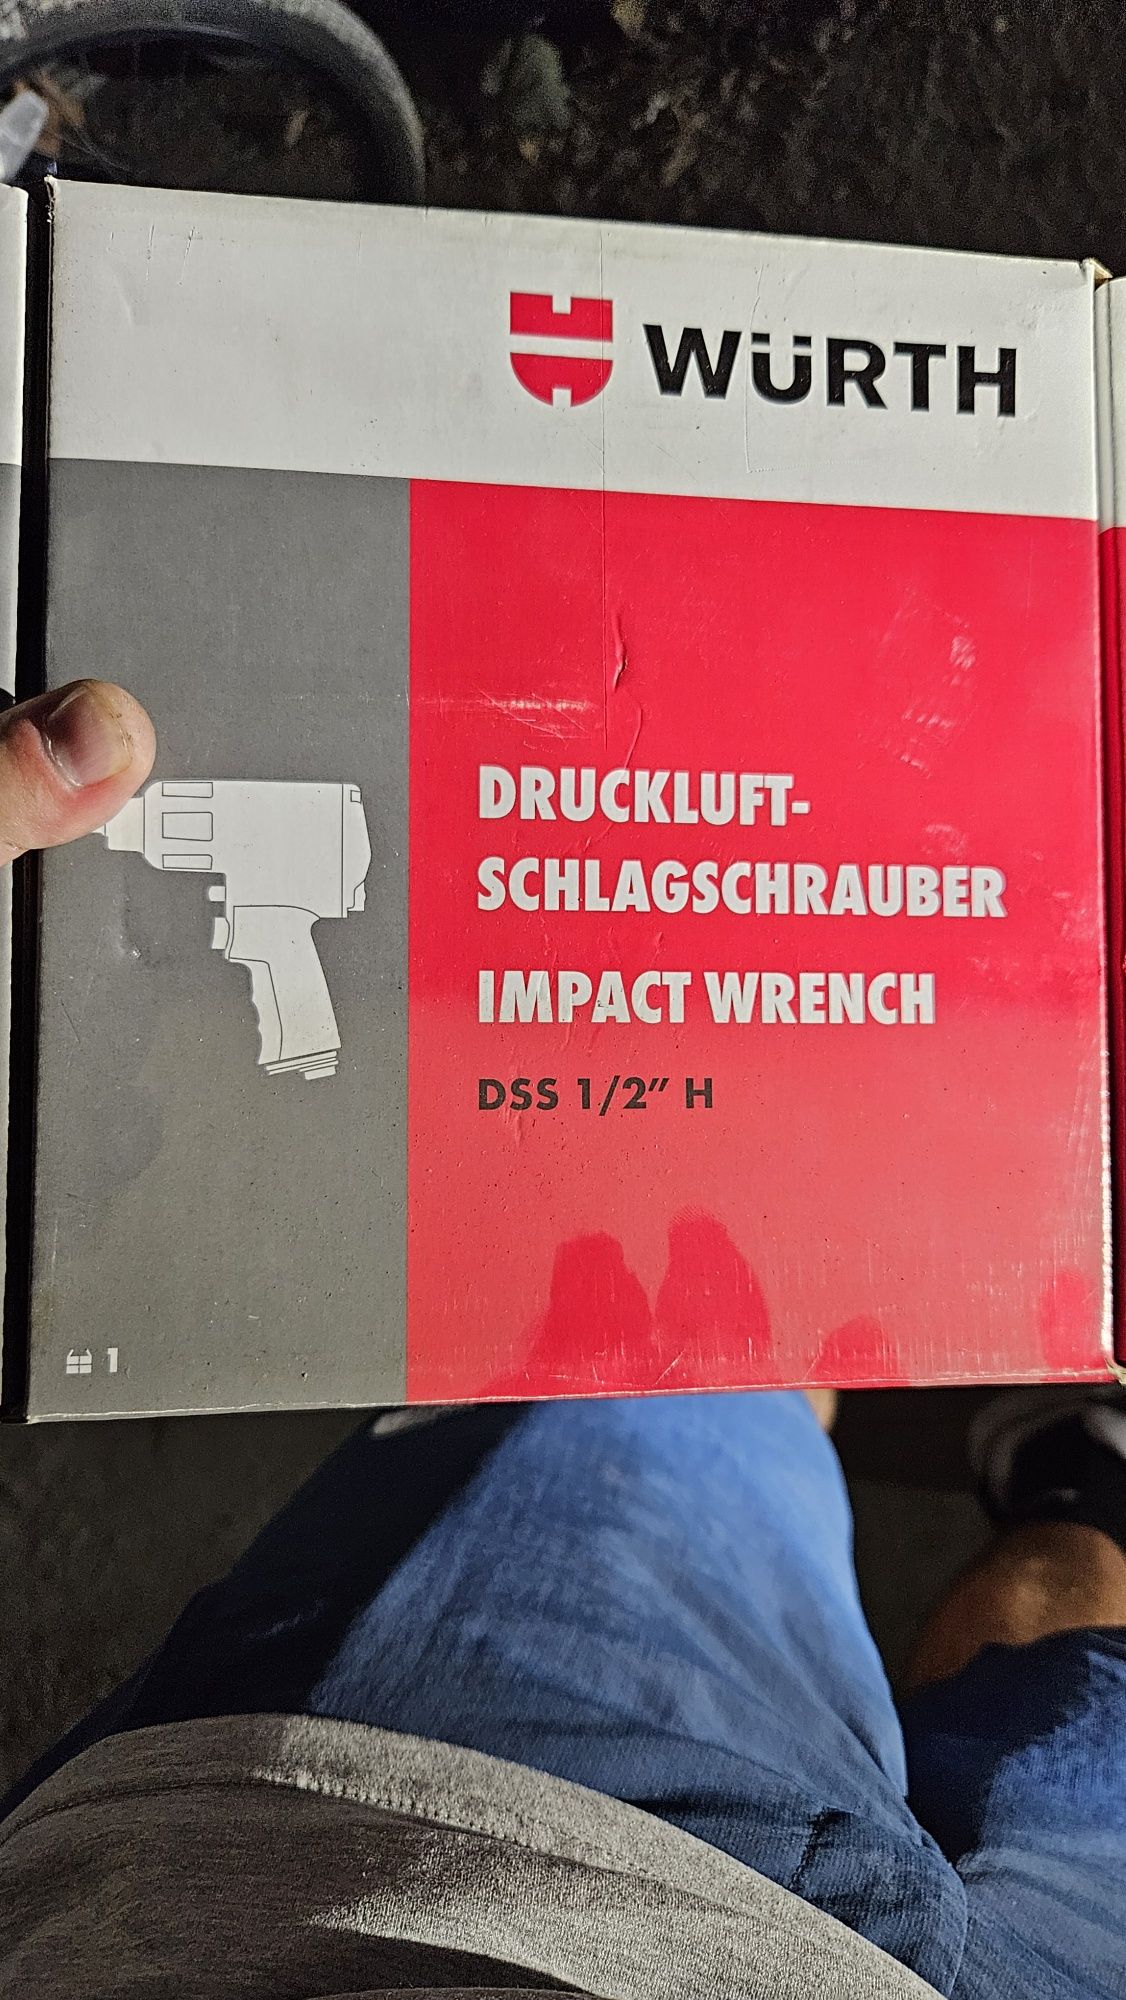 WÜRTH
DRUCKLUFT-
SCHLAGSCHRAUBER
IMPACT WRENCH
DSS 1/2" H
1